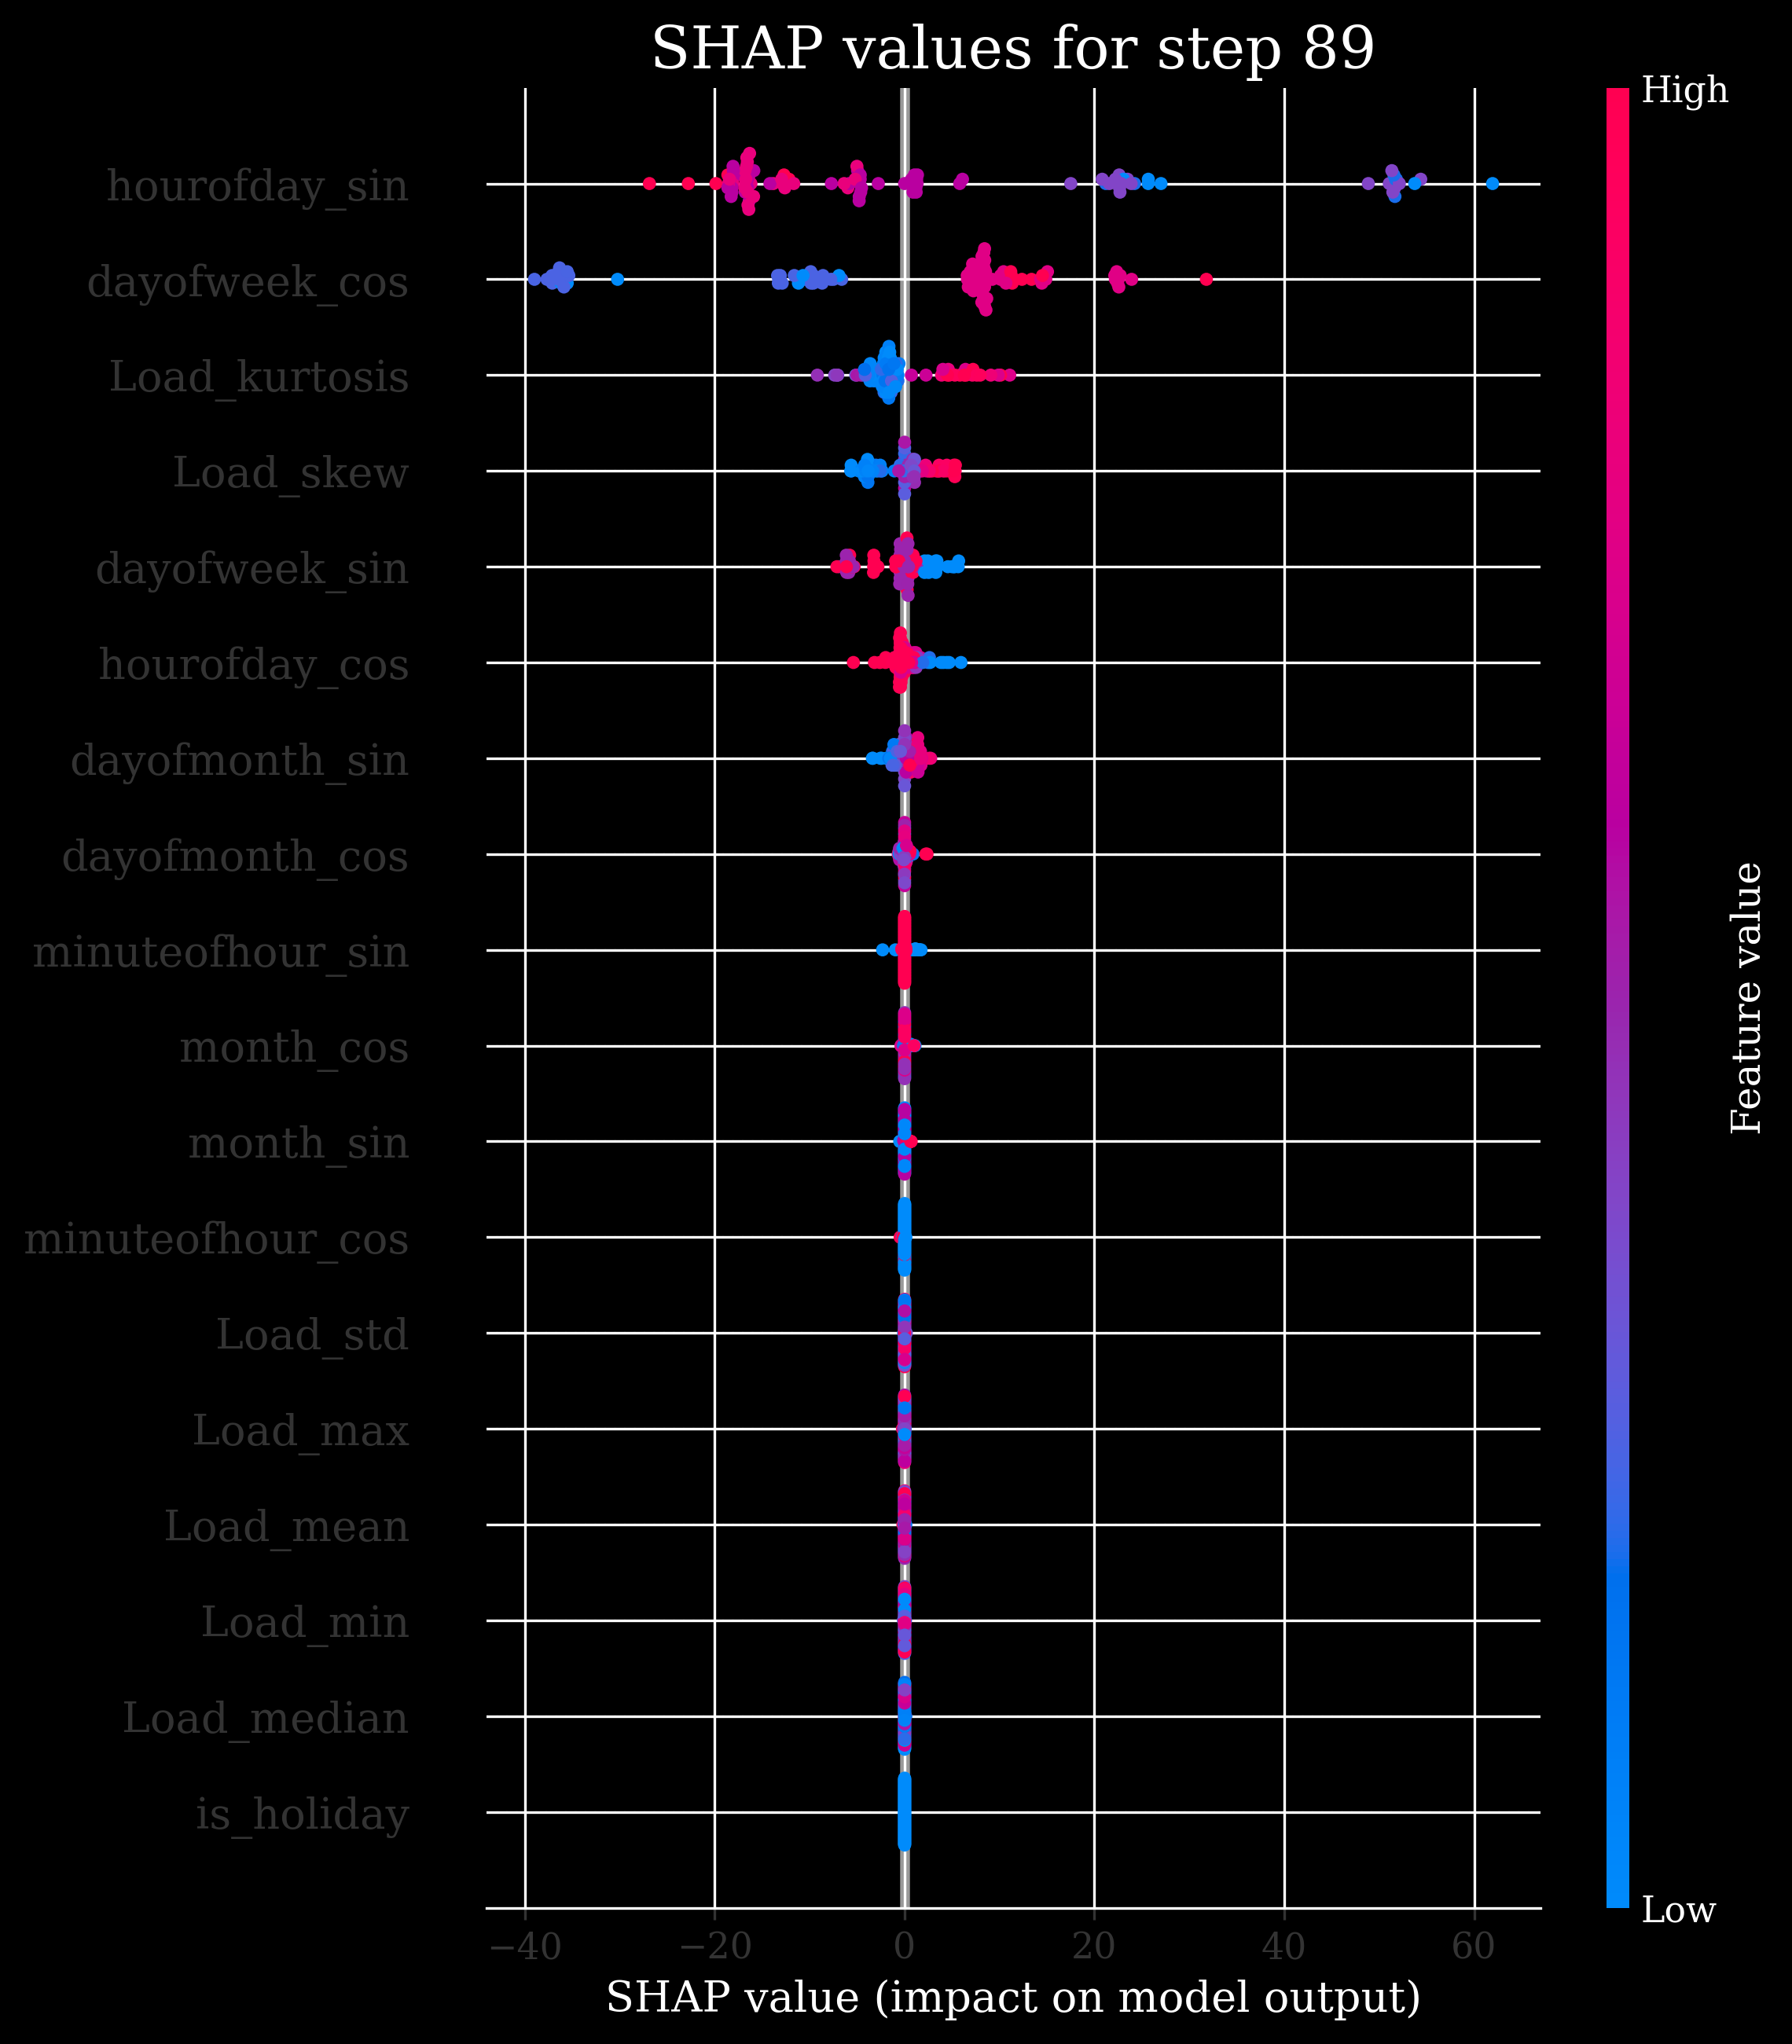 SHAP values for step 89
High
hourofday_sin
dayofweek_cos
Load_kurtosis
Load_skew
dayofweek_sin
hourofday_cos
dayofmonth_sin
dayofmonth_cos
minuteofhour_sin
month_cos
month_sin
minuteofhour_cos
Load_std
Load_max
Load_mean
Load_min
Load_median
is_holiday
Feature value
Low
−40 −20 0 20 40 60
SHAP value (impact on model output)